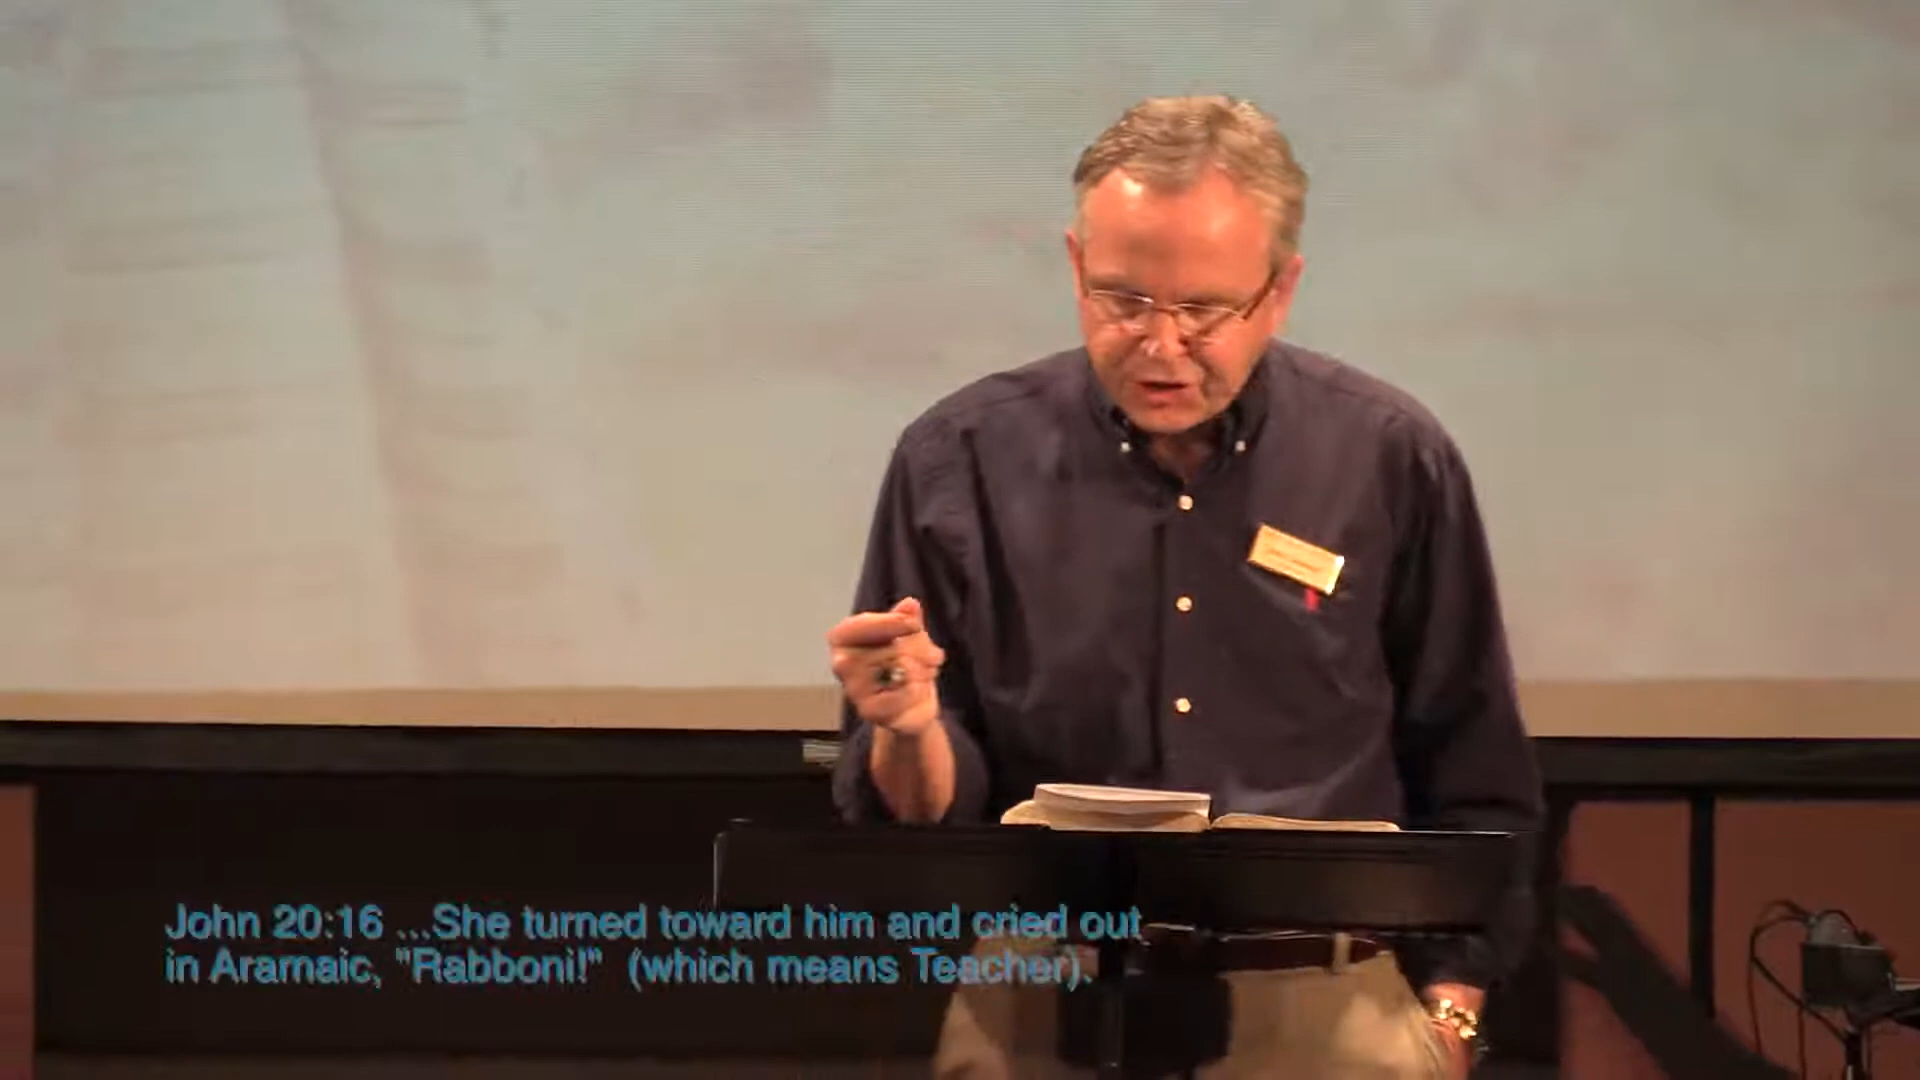 John 20:16 ...She turned toward him and cried out
in Aramaic, "Rabboni!" (which means Teacher).